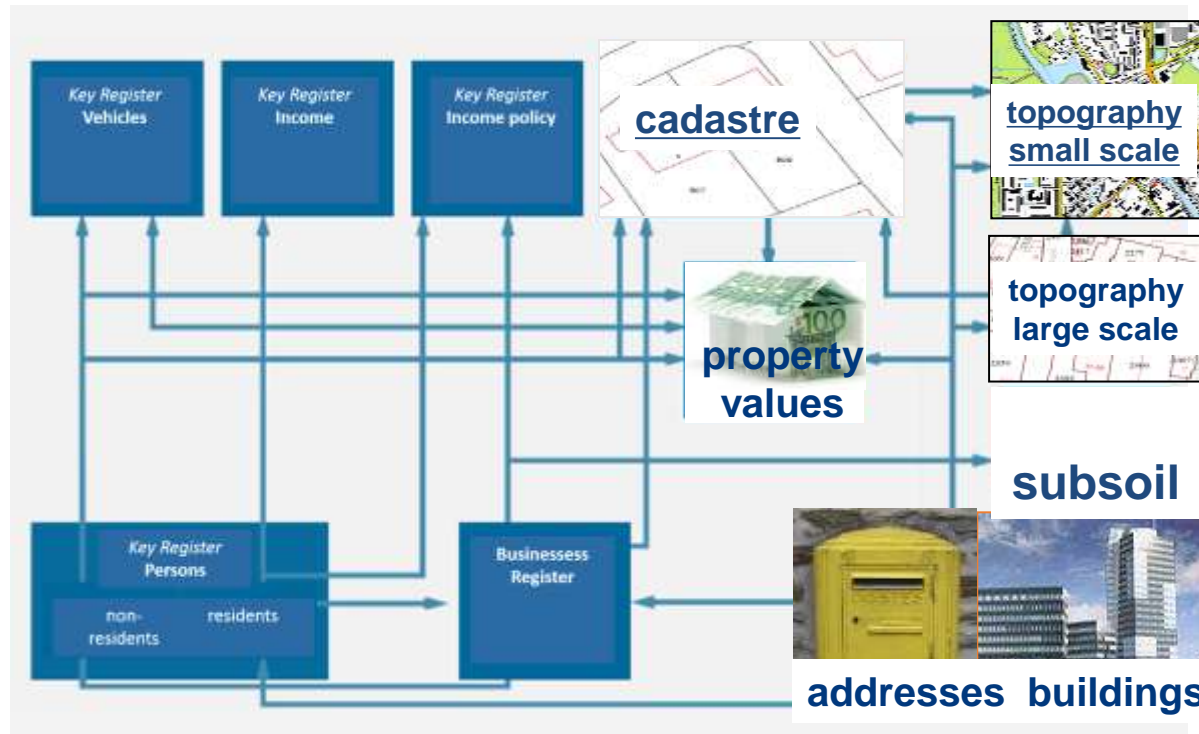 Key Register
Vehicles
Key Register
Income
Key Register
Income policy
cadastre
topography
small scale
topography
large scale
100
property
values
subsoil
Key Register
Persons
non-
residents
residents
Businessess
Register
addresses
buildings